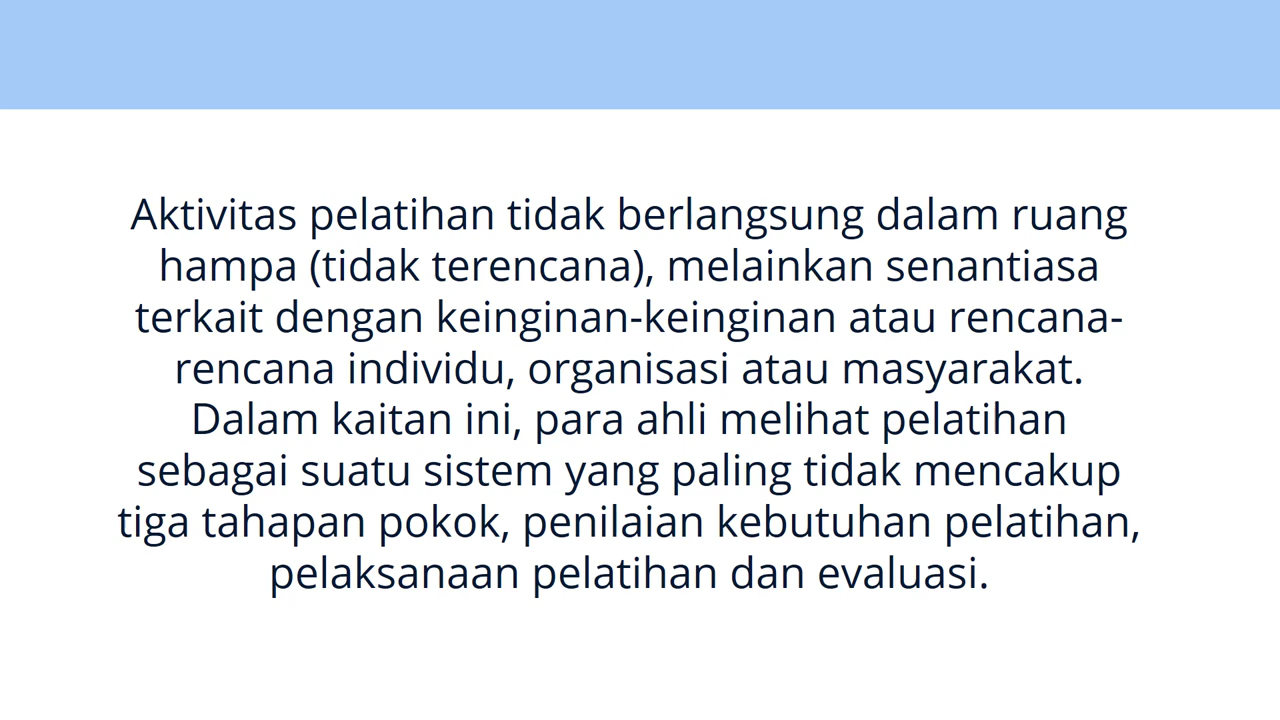 Aktivitas pelatihan tidak berlangsung dalam ruang
hampa (tidak terencana), melainkan senantiasa
terkait dengan keinginan-keinginan atau rencana-
rencana individu, organisasi atau masyarakat.
Dalam kaitan ini, para ahli melihat pelatihan
sebagai suatu sistem yang paling tidak mencakup
tiga tahapan pokok, penilaian kebutuhan pelatihan,
pelaksanaan pelatihan dan evaluasi.